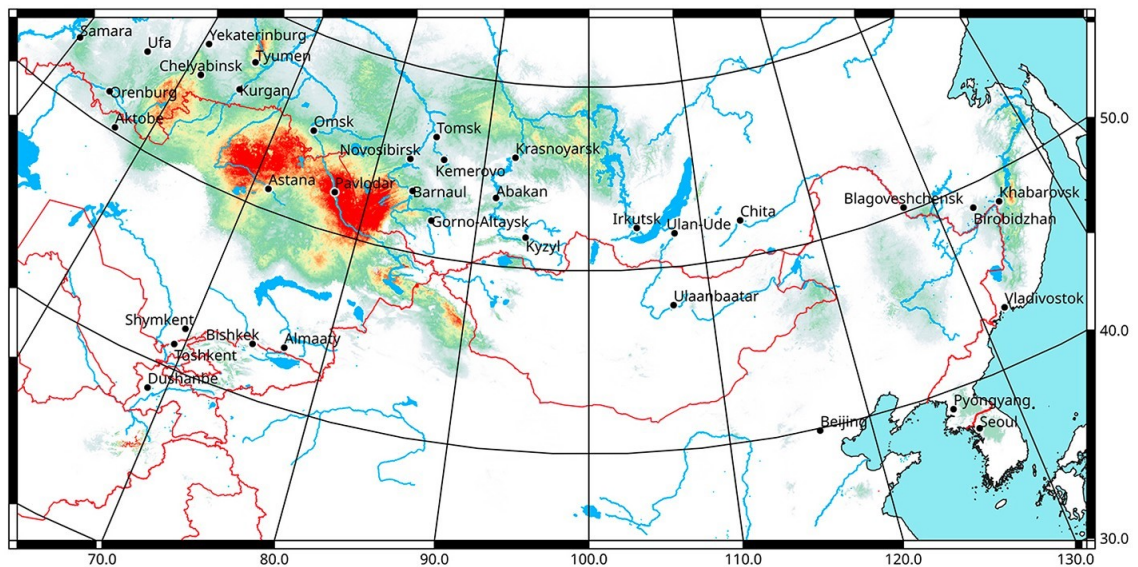 Samara
Ufa
Yekaterinburg
Tyumen
Chelyabinsk
Orenburg
Kurgan
Aktobe
Omsk
Tomsk
50.0
Novosibirsk
Krasnoyarsk
Kemerovo
Astana
Pavlodar
Barnaul
Abakan
Blagoveshchensk
Khabarovsk
Gorno-Altaysk
Irkutsk
Ulan-Ude
Chita
Birobidzhan
Kyzyl
Ulaanbaatar
Vladivostok
Shymkent
Bishkek
Almaaty
40.0
Toshkent
Dushanbe
Pyongyang
Beijing
Seoul
30.0
70.0 80.0 90.0 100.0 110.0 120.0 130.0